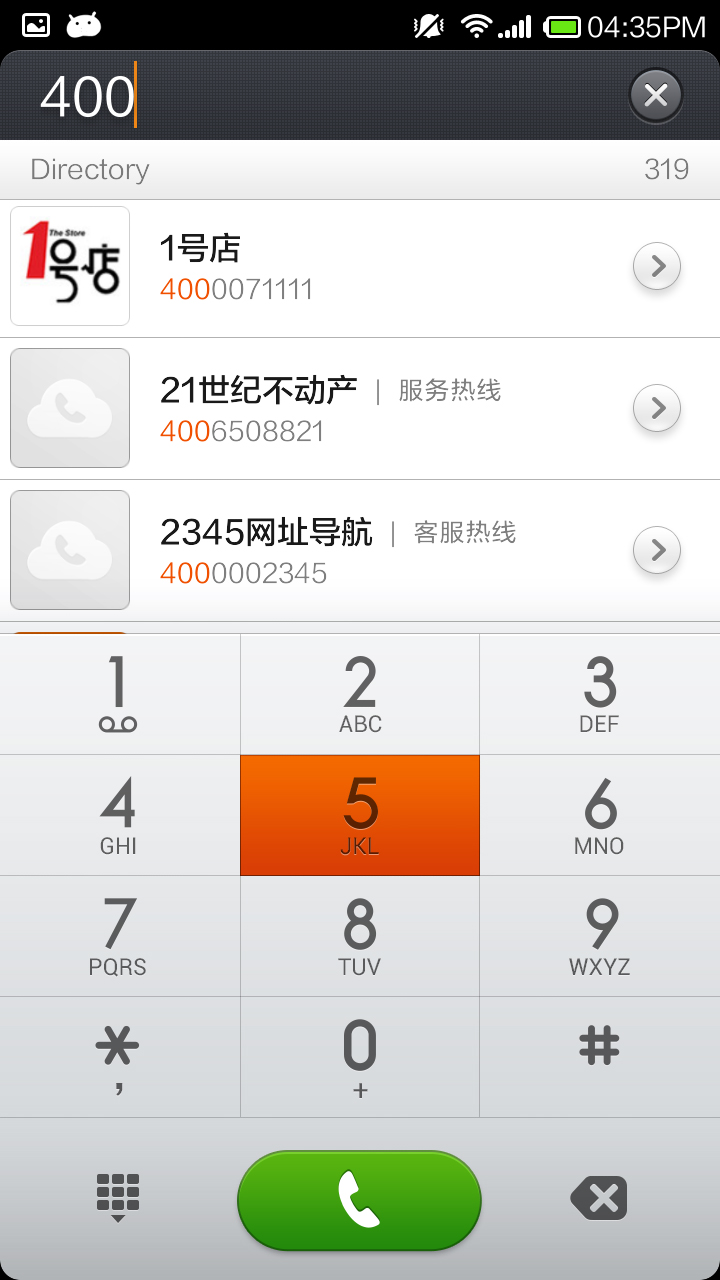 04:35PM
400
Directory 319
The Store
1号店
1号店
4000071111
21世纪不动产 | 服务热线
4006508821
2345网址导航 | 客服热线
4000002345
1 2 3
ABC DEF
4 5 6
GHI JKL MNO
7 8 9
PQRS TUV WXYZ
* 0 #
, +